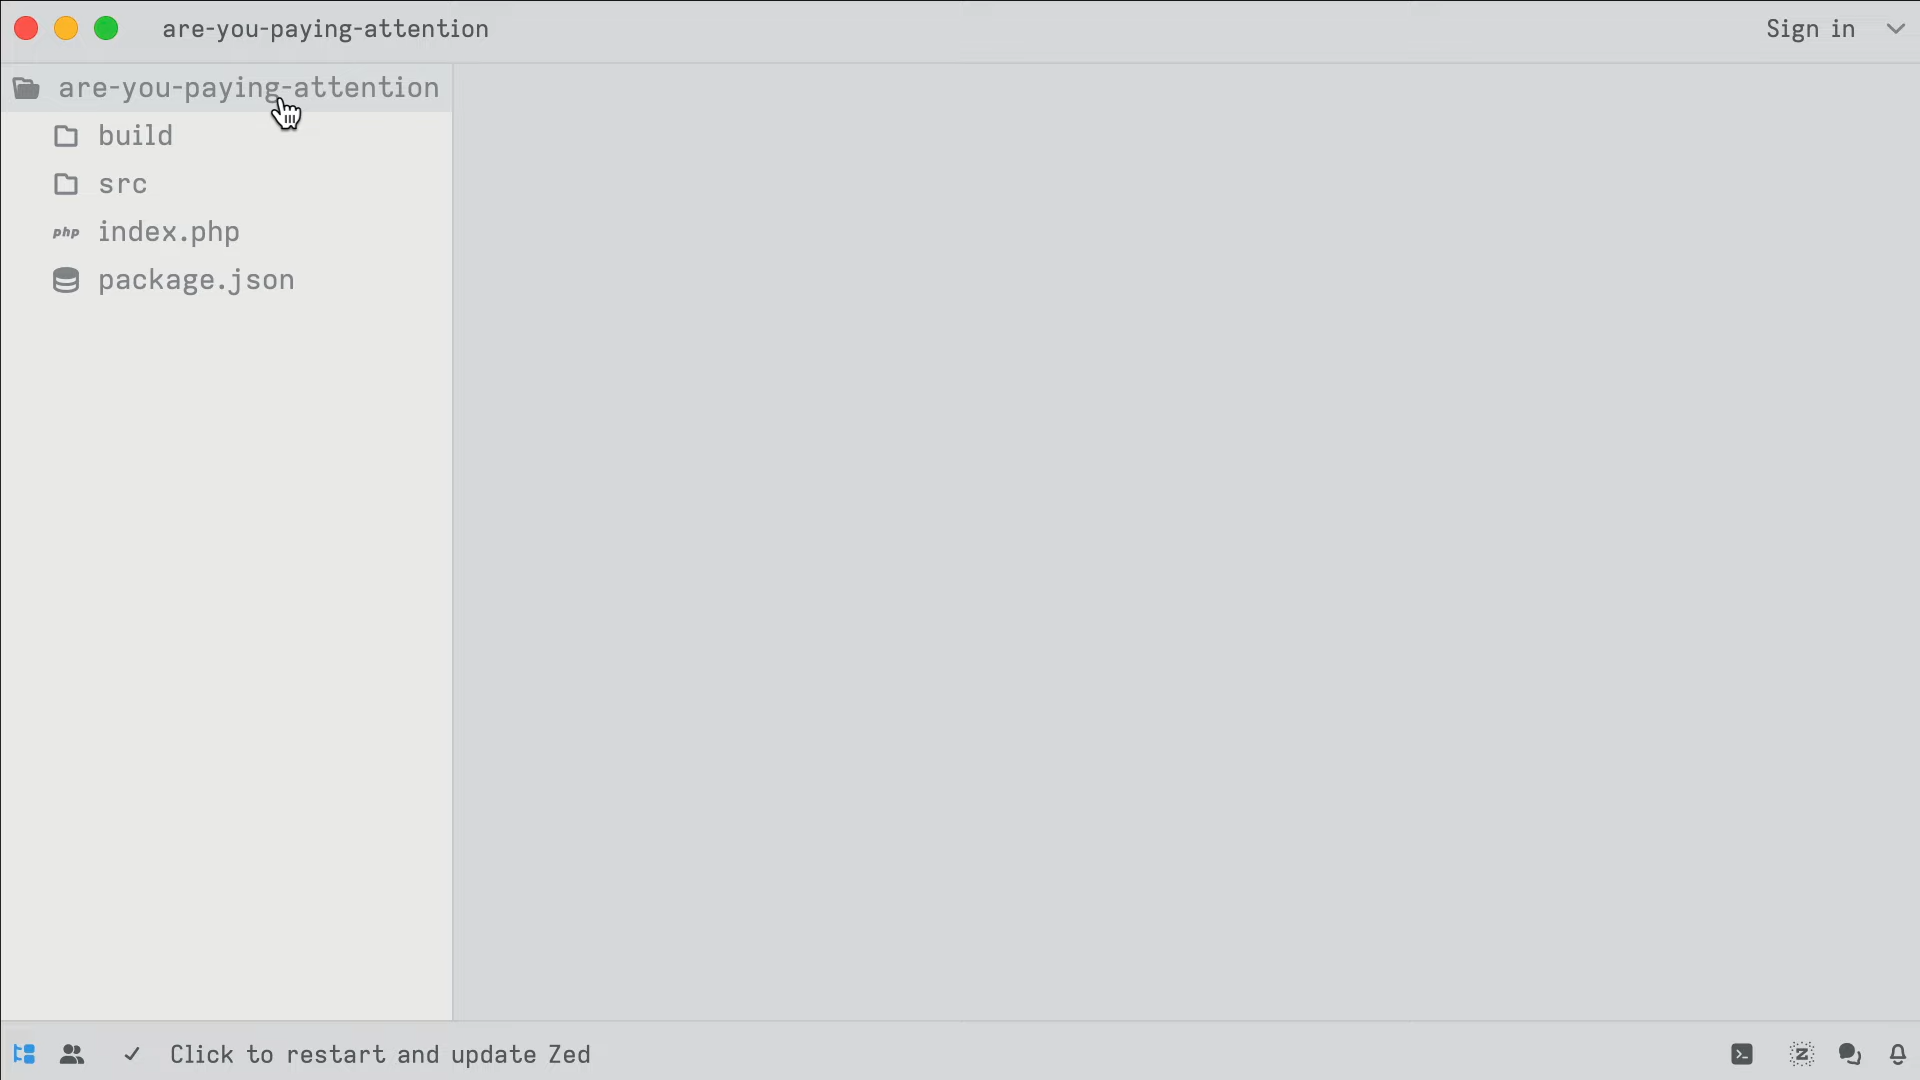 are-you-paying-attention
Sign in
are-you-paying-attention
build
src
php index.php
package.json
Click to restart and update Zed